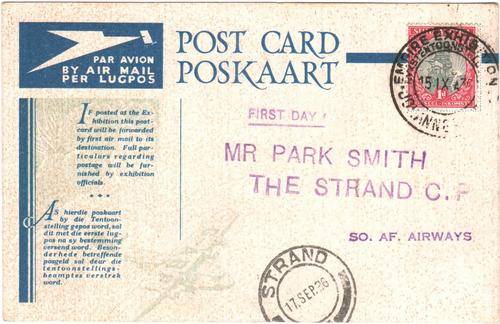 PAR AVION
BY AIR MAIL
PER LUGPOS
POST CARD
POSKAART
IF posted at the Ex-
hibition this post-
card will be forwarded
by first air mail to its
destination. Full par-
ticulars regarding
postage will be fur-
nished by exhibition
officials.
AS hierdie poskaart
by die Tentoon-
stelling gepos word, sal
dit met die eerste lug-
pos na sy bestemming
versend word. Beson-
derhede betreffende
posgeld sal deur die
tentoonstellings-
beamptes verstrek
word.
EMPIRE EXHIBITION
15 IX
1D
FIRST DAY
MR PARK SMITH
THE STRAND C.P
SO. AF. AIRWAYS
STRAND
17.SEP.36